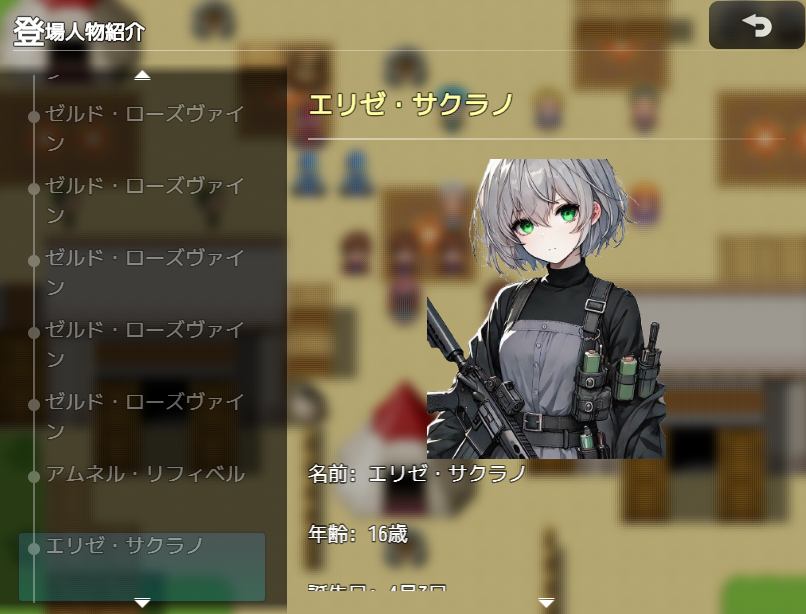 登場人物紹介
ゼルド・ローズヴァイ
ン
ゼルド・ローズヴァイ
ン
ゼルド・ローズヴァイ
ン
ゼルド・ローズヴァイ
ン
ゼルド・ローズヴァイ
ン
アムネル・リフィベル
エリゼ・サクラノ
エリゼ・サクラノ
名前: エリゼ・サクラノ
年齢: 16歳